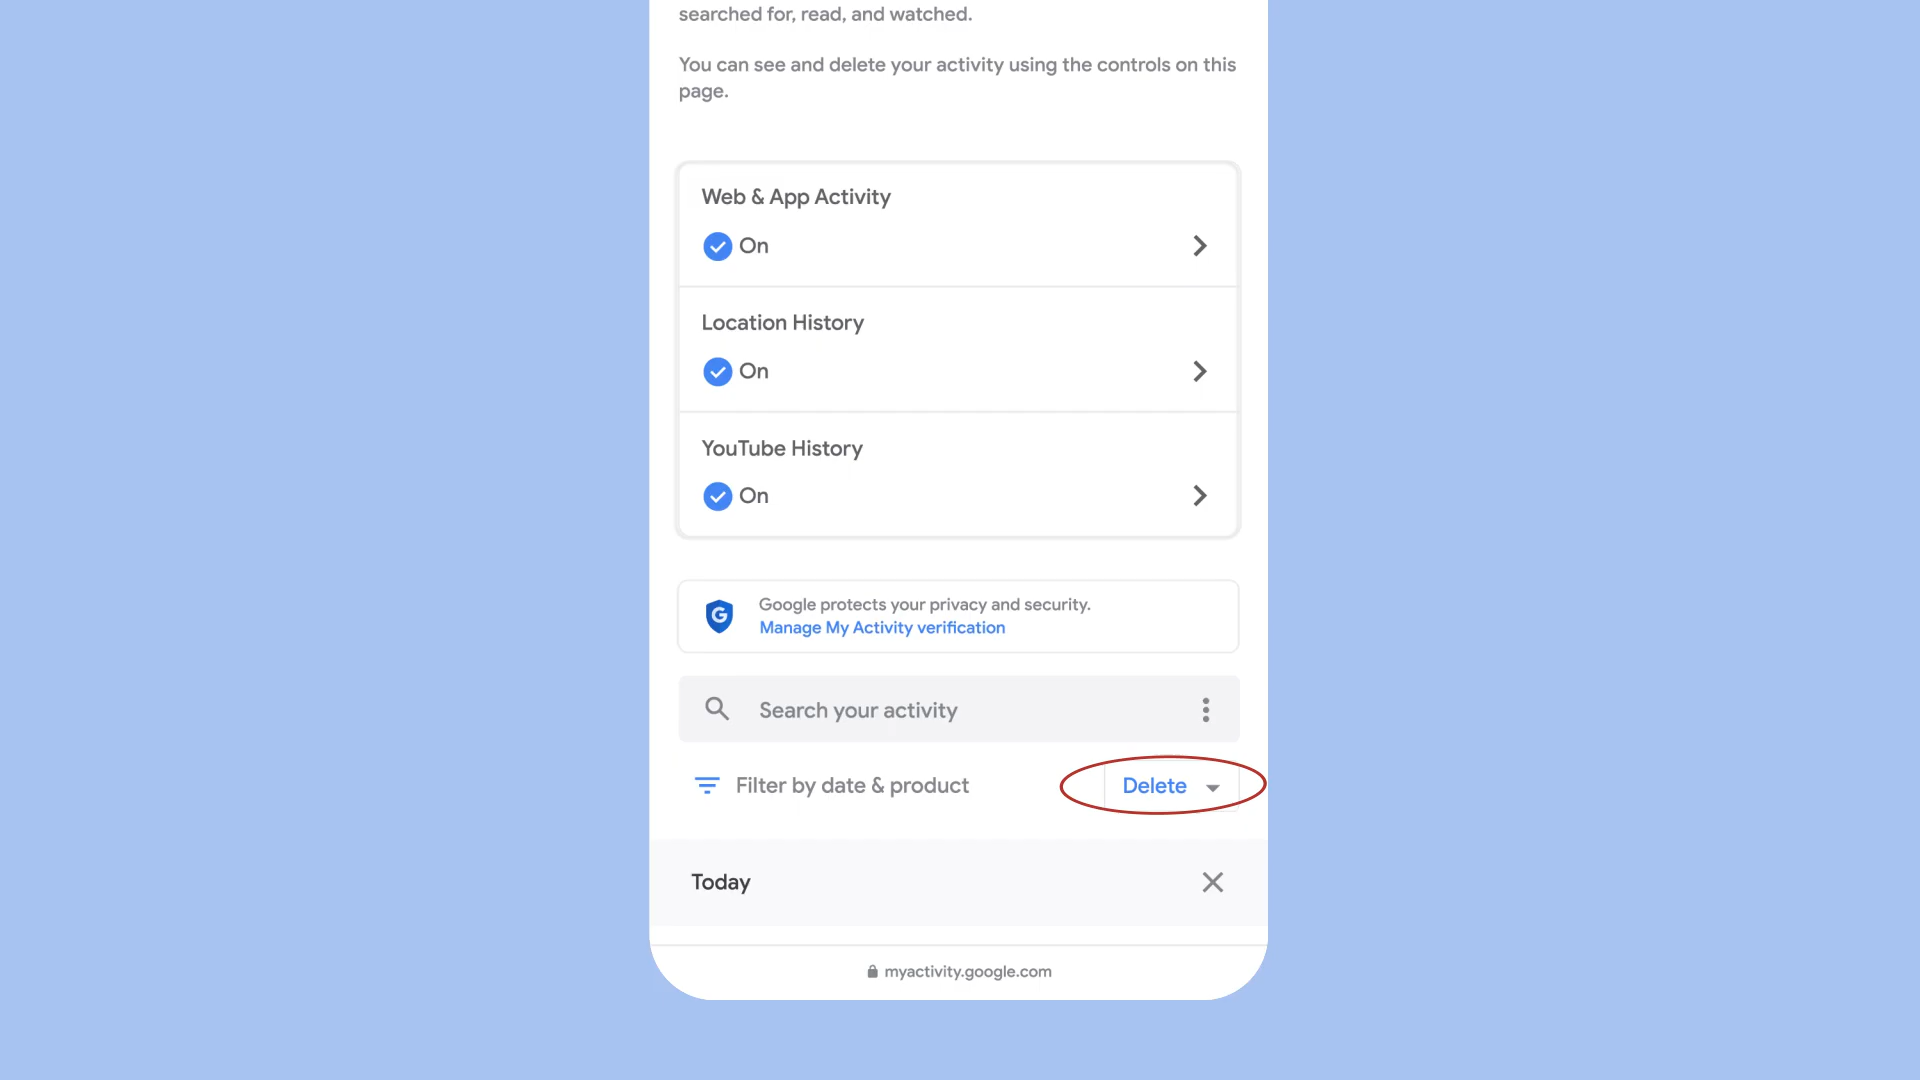 searched for, read, and watched.
You can see and delete your activity using the controls on this
page.
Web & App Activity
On
Location History
On
YouTube History
On
G
Google protects your privacy and security.
Manage My Activity verification
Search your activity
Filter by date & product
Delete
Today
myactivity.google.com